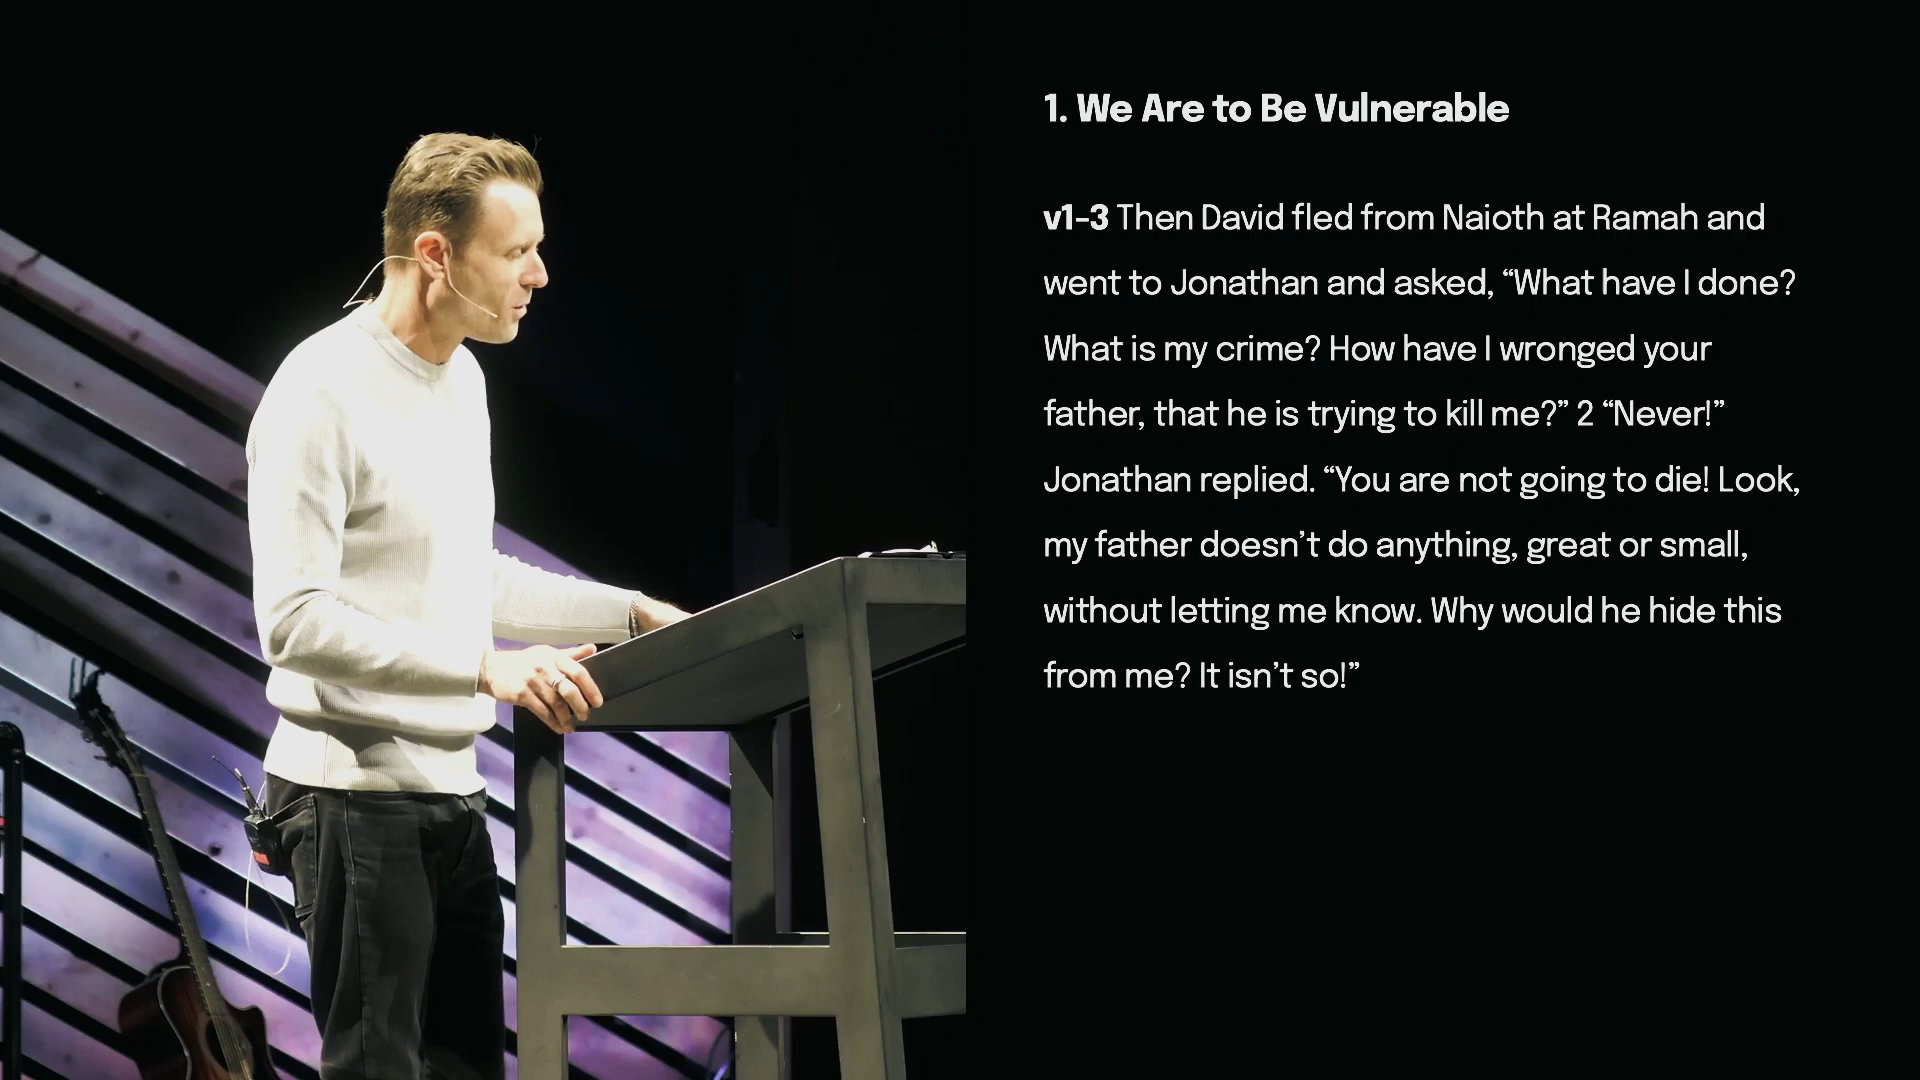 1. We Are to Be Vulnerable
v1–3 Then David fled from Naioth at Ramah and
went to Jonathan and asked, “What have I done?
What is my crime? How have I wronged your
father, that he is trying to kill me?” 2 “Never!”
Jonathan replied. “You are not going to die! Look,
my father doesn’t do anything, great or small,
without letting me know. Why would he hide this
from me? It isn’t so!”